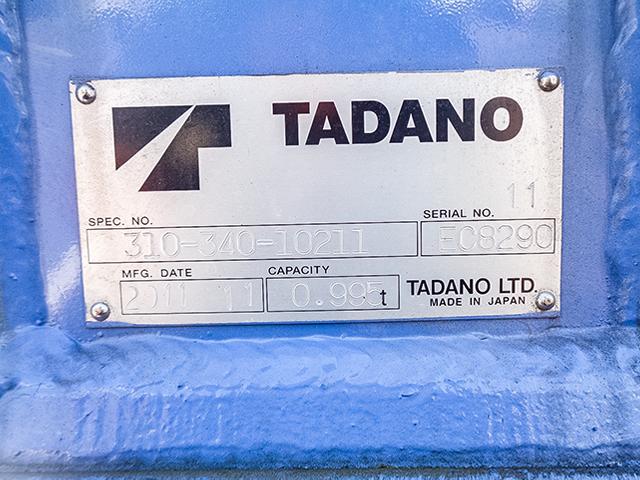 TADANO
11
SPEC. NO.
SERIAL NO.
310-340-10211
EC8290
MFG. DATE
CAPACITY
2011 11
0.995t
TADANO LTD.
MADE IN JAPAN